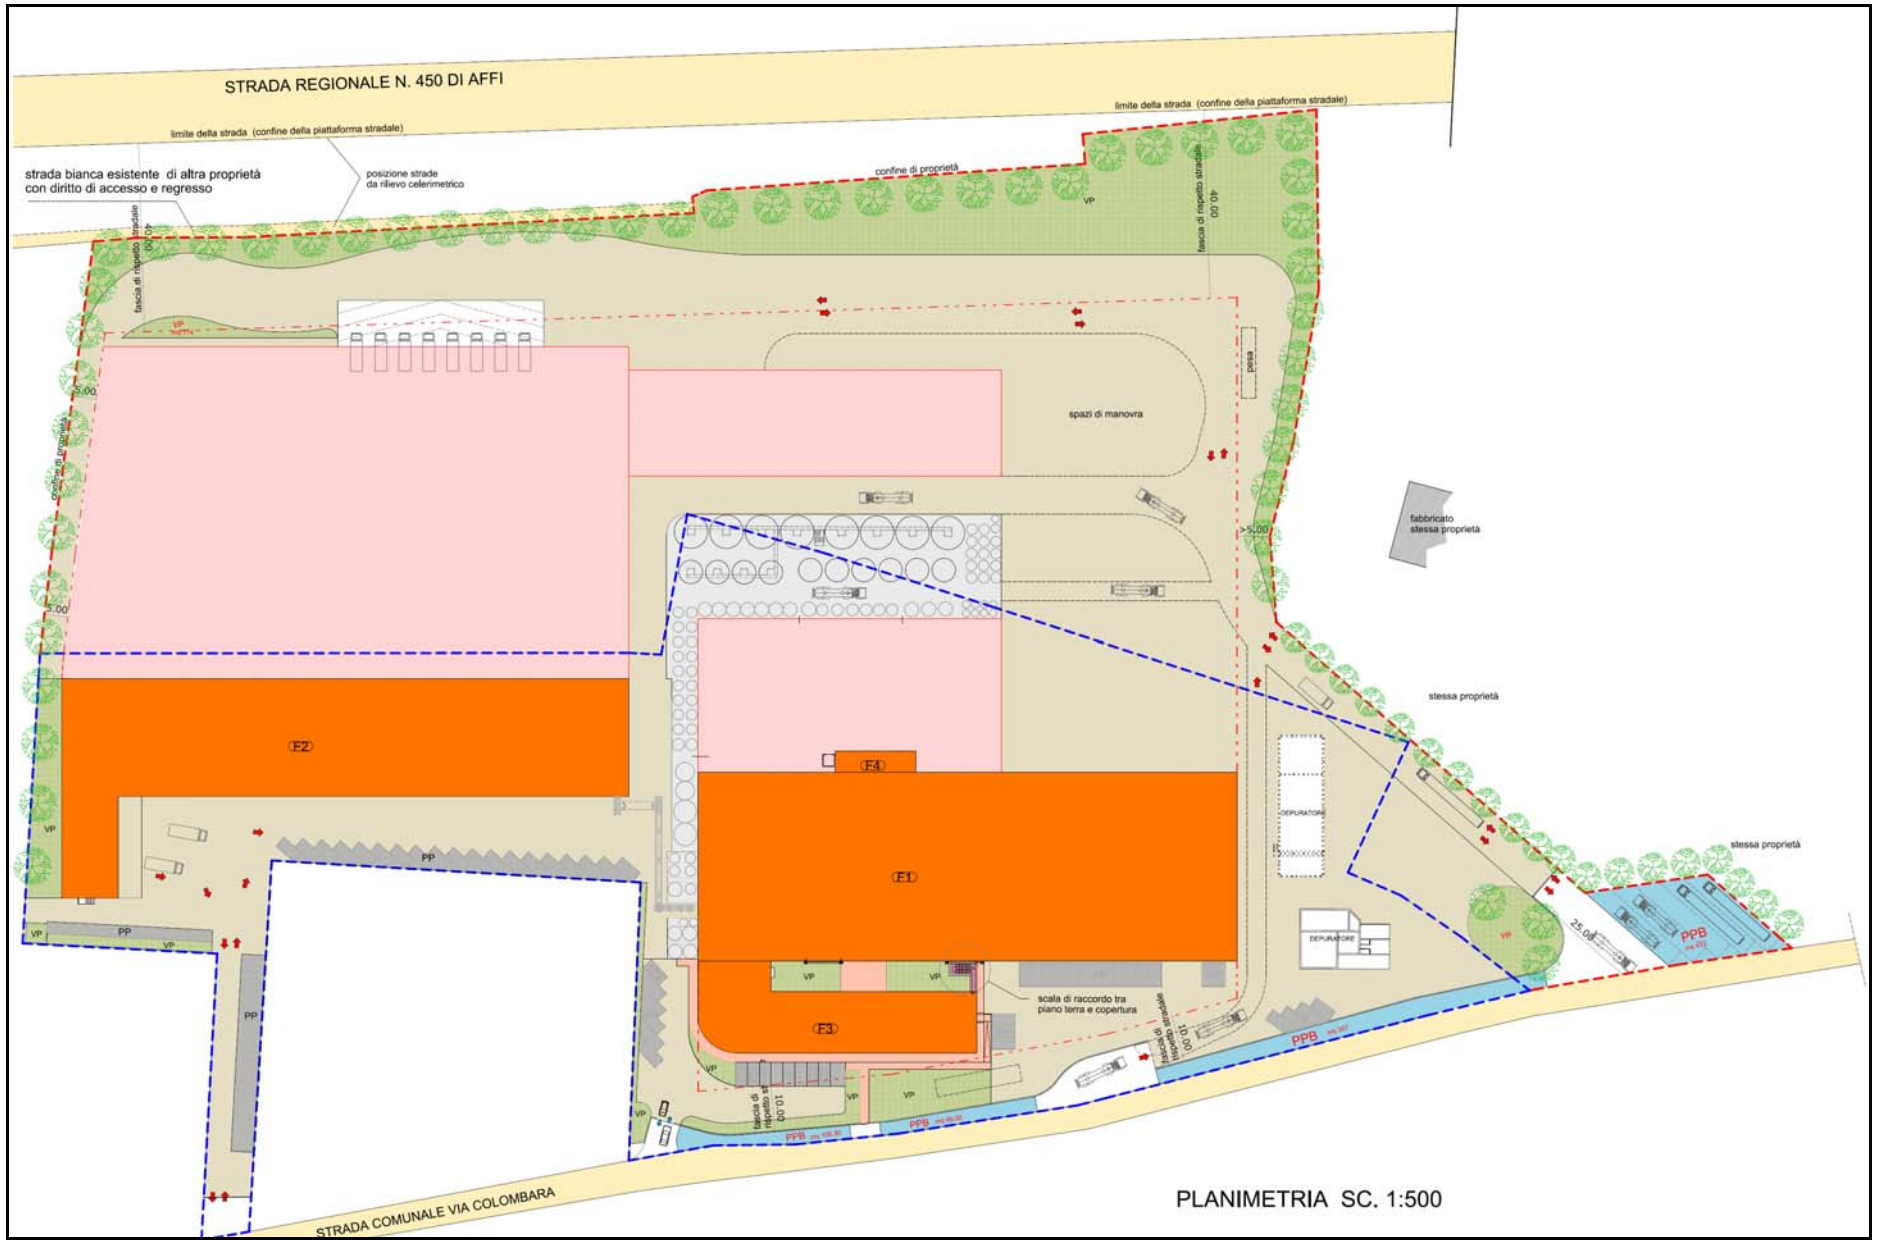 STRADA REGIONALE N. 450 DI AFFI
limite della strada (confine della piattaforma stradale)
limite della strada (confine della piattaforma stradale)
strada bianca esistente di altra proprietà
con diritto di accesso e regresso
posizione strade
da rilievo celerimetrico
confine di proprietà
VP
fascia di rispetto stradale
40.00
fascia di rispetto stradale
40.00
VP
pesa
5.00
spazi di manovra
confine di proprietà
fabbricato
stessa proprietà
>5.00
5.00
stessa proprietà
F2
F4
DEPURATORE
VP
stessa proprietà
PP
F1
VP
PP
VP
25.00
PPB
VP
DEPURATORE
VP
VP
scala di raccordo tra
piano terra e copertura
PP
F3
fascia di
rispetto stradale
10.00
PPB
VP
VP
VP
VP
fascia di
10.00
PPB
PPB
STRADA COMUNALE VIA COLOMBARA
PLANIMETRIA SC. 1:500